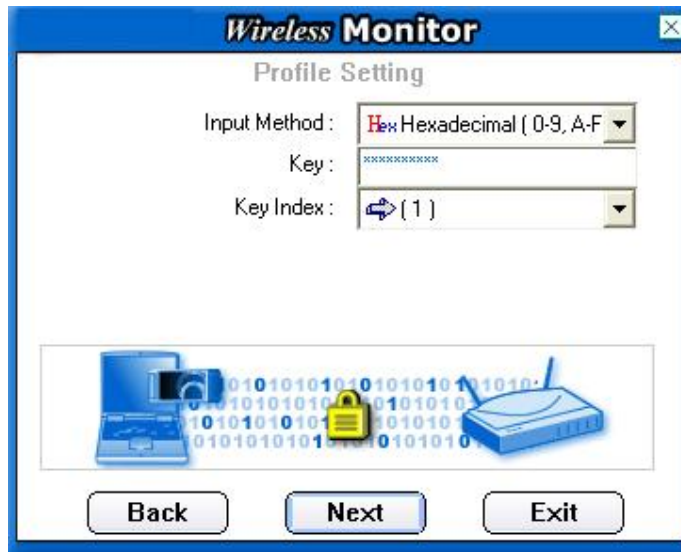 Wireless Monitor
Profile Setting
Input Method : Hex Hexadecimal ( 0-9, A-F
Key : **********
Key Index : ( 1 )
Back Next Exit